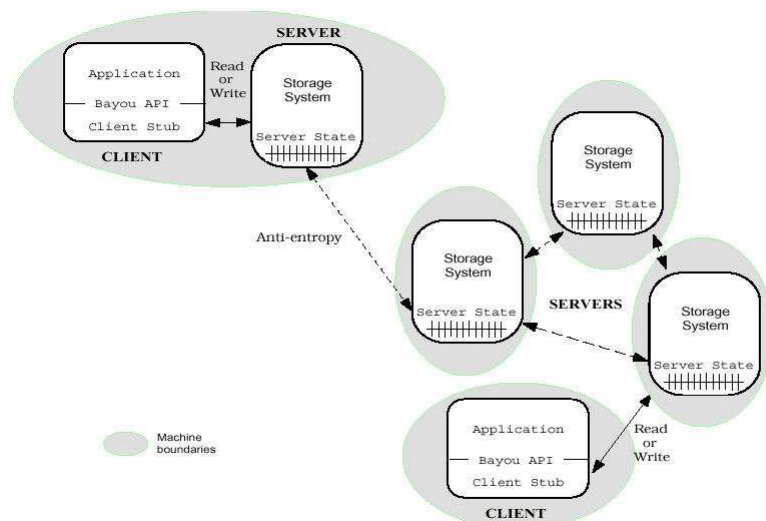 SERVER
Application
Bayou API
Client Stub
CLIENT
Read
or
Write
Storage
System
Server State
Anti-entropy
Storage
System
Server State
Storage
System
Server State
SERVERS
Storage
System
Server State
Machine
boundaries
Application
Bayou API
Client Stub
CLIENT
Read
or
Write